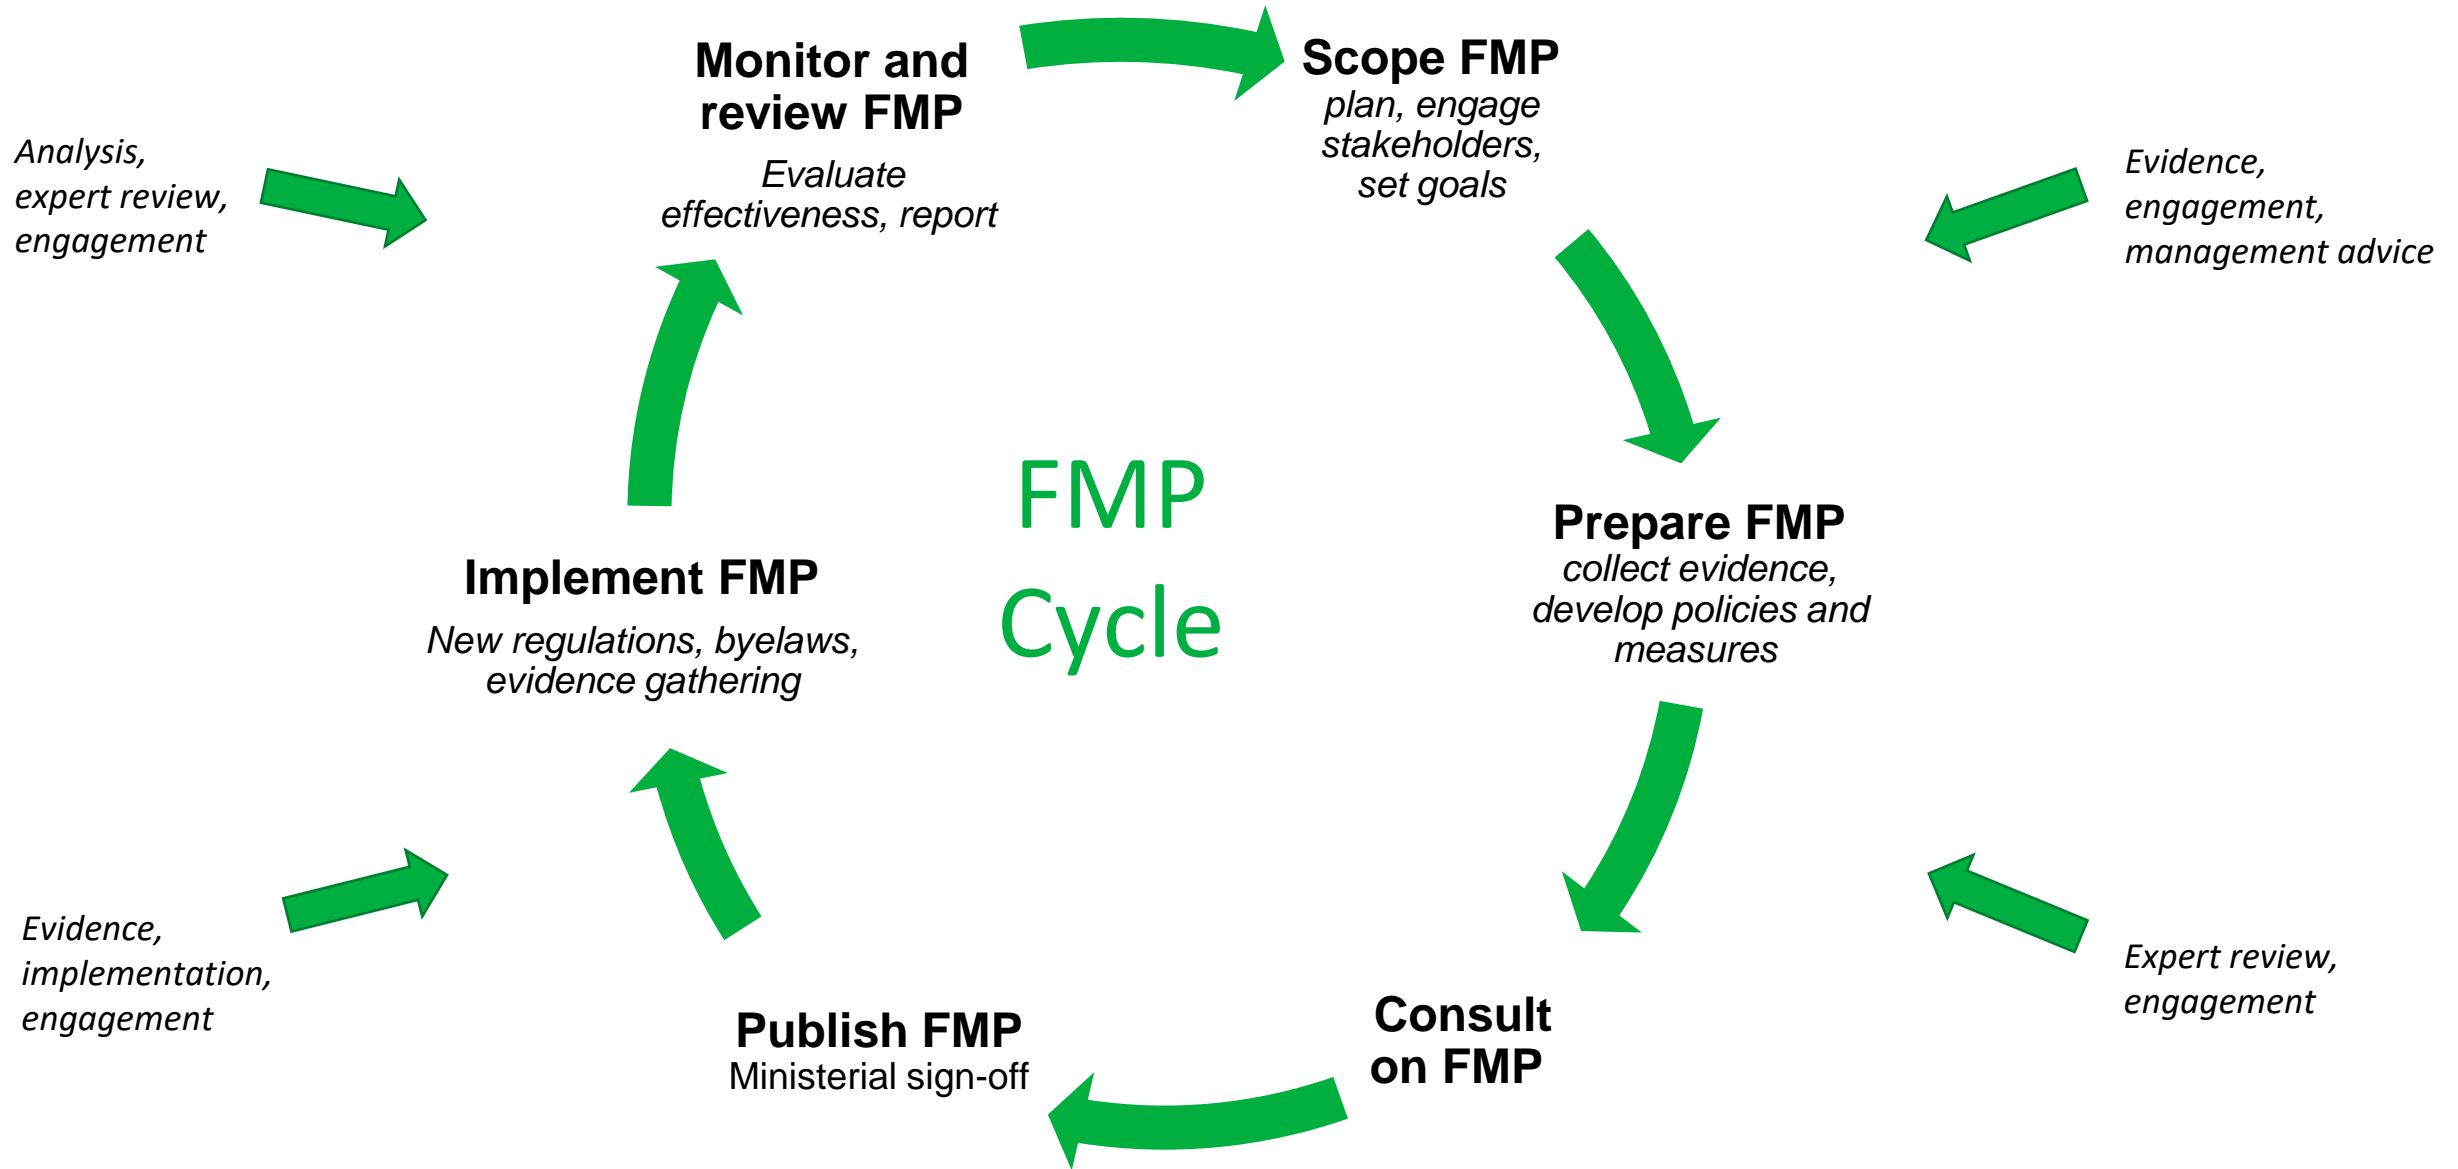 Monitor and
review FMP
Evaluate
effectiveness, report
Scope FMP
plan, engage
stakeholders,
set goals
Analysis,
expert review,
engagement
Evidence,
engagement,
management advice
FMP
Cycle
Prepare FMP
collect evidence,
develop policies and
measures
Implement FMP
New regulations, byelaws,
evidence gathering
Evidence,
implementation,
engagement
Expert review,
engagement
Consult
on FMP
Publish FMP
Ministerial sign-off